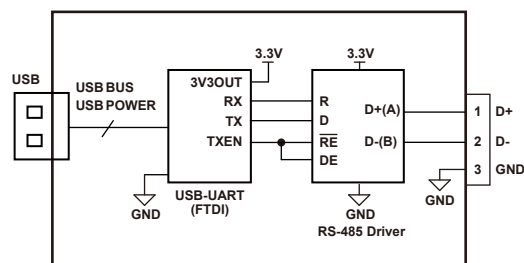 3.3V
3.3V
USB
USB BUS
USB POWER
3V3OUT
RX
TX
TXEN
R
D
RE
DE
D+(A)
D-(B)
1 D+
2 D-
3 GND
GND
USB-UART
(FTDI)
GND
RS-485 Driver
GND